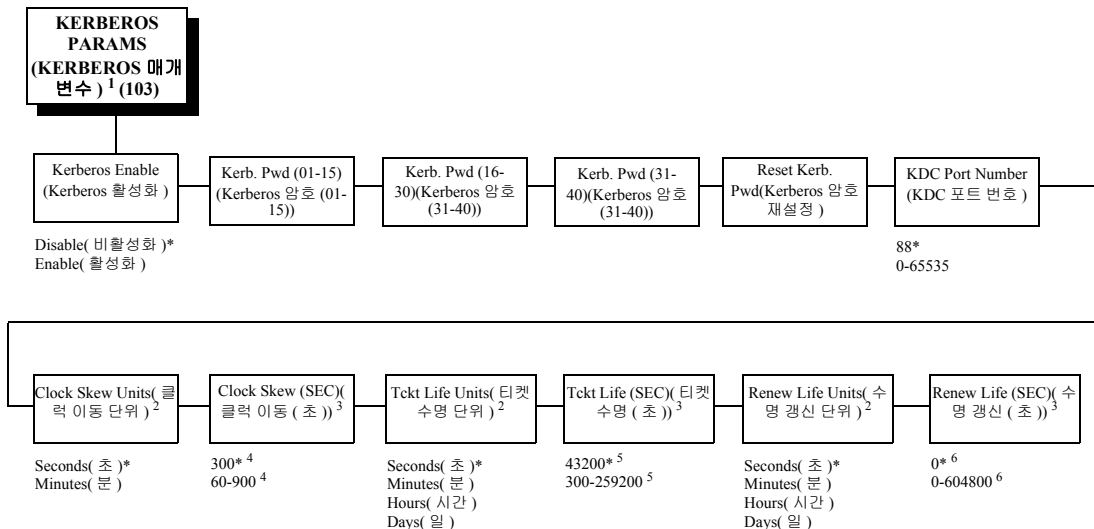 KERBEROS
PARAMS
(KERBEROS 매개
변수 ) 1 (103)
Kerberos Enable
(Kerberos 활성화 )
Disable( 비활성화 )*
Enable( 활성화 )
Kerb. Pwd (01-15)
(Kerberos 암호 (01-
15))
Kerb. Pwd (16-
30)(Kerberos 암호
(31-40))
Kerb. Pwd (31-
40)(Kerberos 암호
(31-40))
Reset Kerb.
Pwd(Kerberos 암호
재설정 )
KDC Port Number
(KDC 포트 번호 )
88*
0-65535
Clock Skew Units( 클
럭 이동 단위 ) 2
Seconds( 초 )*
Minutes( 분 )
Clock Skew (SEC)(
클럭 이동 ( 초 )) 3
300* 4
60-900 4
Tckt Life Units( 티켓
수명 단위 ) 2
Seconds( 초 )*
Minutes( 분 )
Hours( 시간 )
Days( 일 )
Tckt Life (SEC)( 티켓
수명 ( 초 )) 3
43200* 5
300-259200 5
Renew Life Units( 수
명 갱신 단위 ) 2
Seconds( 초 )*
Minutes( 분 )
Hours( 시간 )
Days( 일 )
Renew Life (SEC)( 수
명 갱신 ( 초 )) 3
0* 6
0-604800 6